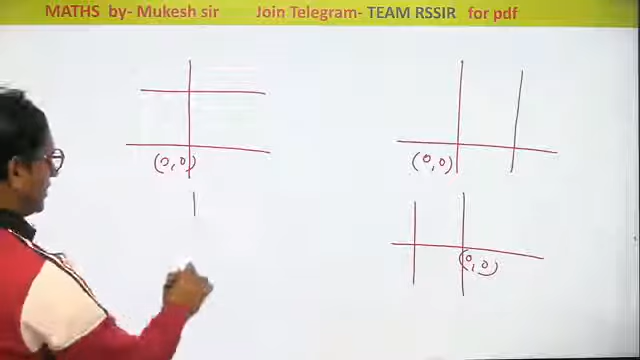 MATHS by- Mukesh sir Join Telegram- TEAM RSSIR for pdf
(0,0)
(0,0)
(0,0)